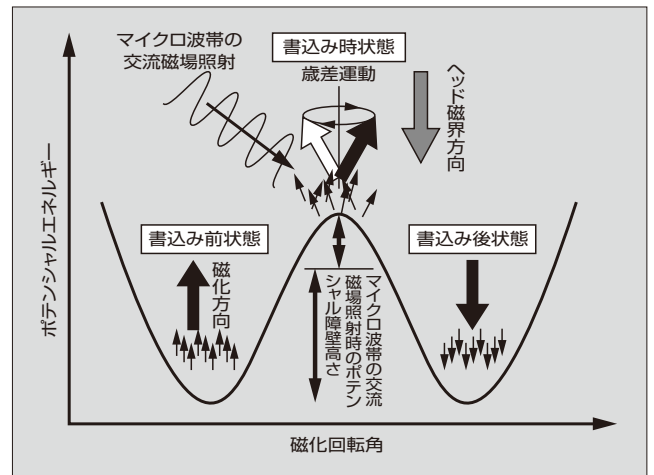 マイクロ波帯の
交流磁場照射
書込み時状態
歳差運動
ヘッド磁界方向
書込み前状態
磁化方向
書込み後状態
マイクロ波帯の交流
磁場照射時のポテン
シャル障壁高さ
ポテンシャルエネルギー
磁化回転角